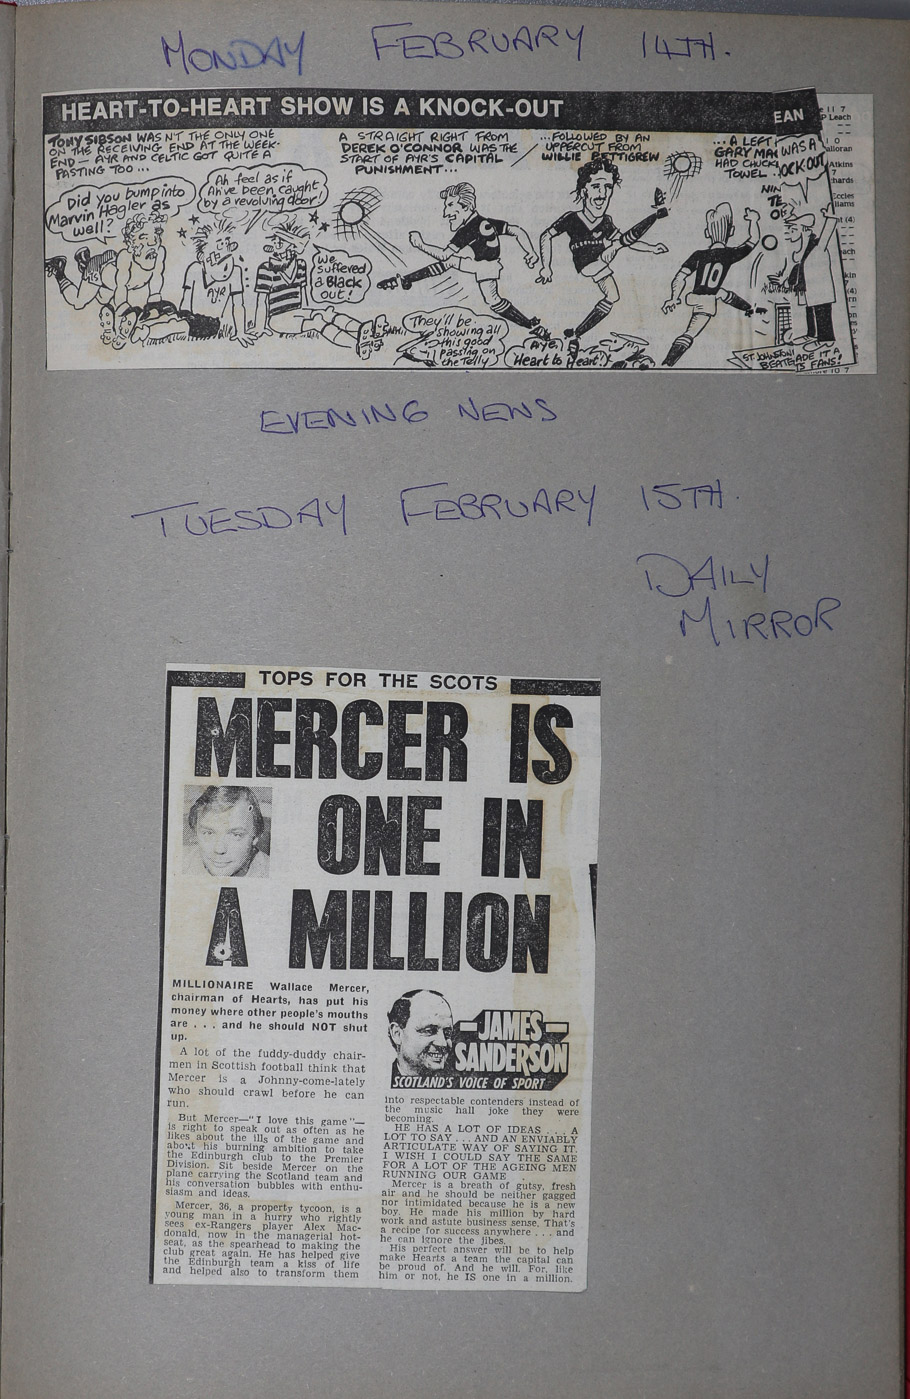 MONDAY FEBRUARY 14TH.
HEART-TO-HEART SHOW IS A KNOCK-OUT
EAN
TONY SIBSON WASN'T THE ONLY ONE
ON THE RECEIVING END AT THE WEEK-
END — AYR AND CELTIC GOT QUITE A
PASTING TOO...
Did you bump into
Marvin Hagler as
well?
Ah feel as if
Ah've been caught
by a revolving door!
AYR
We
suffered
a Black
out!
A STRAIGHT RIGHT FROM
DEREK O'CONNOR WAS THE
START OF AYR'S CAPITAL
PUNISHMENT...
They'll be
showing all
this good
passing on
the Telly
...FOLLOWED BY AN
UPPERCUT FROM
WILLIE PETTIGREW
Aye,
Heart to Heart!
... A LEFT
GARY
HAD
TOWEL
WAS A
OCK OUT
10
ST. JOHNSTON
BEAT
ADE IT A
FANS!
Leach
Atkins
EVENING NEWS
TUESDAY FEBRUARY 15TH.
DAILY
MIRROR
TOPS FOR THE SCOTS
MERCER IS
ONE IN
A MILLION
MILLIONAIRE Wallace Mercer,
chairman of Hearts, has put his
money where other people's mouths
are . . . and he should NOT shut
up.
A lot of the fuddy-duddy chair-
men in Scottish football think that
Mercer is a Johnny-come-lately
who should crawl before he can
run.
But Mercer—"I love this game"—
is right to speak out as often as he
likes about the ills of the game and
about his burning ambition to take
the Edinburgh club to the Premier
Division. Sit beside Mercer on the
plane carrying the Scotland team and
his conversation bubbles with enthu-
siasm and ideas.
Mercer, 36, a property tycoon, is a
young man in a hurry who rightly
sees ex-Rangers player Alex Mac-
donald, now in the managerial hot-
seat, as the spearhead to making the
club great again. He has helped give
the Edinburgh team a kiss of life
and helped also to transform them
JAMES
SANDERSON
SCOTLAND'S VOICE OF SPORT
into respectable contenders instead of
the music hall joke they were
becoming.
HE HAS A LOT OF IDEAS . . . A
LOT TO SAY . . . AND AN ENVIABLY
ARTICULATE WAY OF SAYING IT.
I WISH I COULD SAY THE SAME
FOR A LOT OF THE AGEING MEN
RUNNING OUR GAME
Mercer is a breath of gutsy, fresh
air and he should be neither gagged
nor intimidated because he is a new
boy. He made his million by hard
work and astute business sense. That's
a recipe for success anywhere . . . and
he can ignore the jibes.
His perfect answer will be to help
make Hearts a team the capital can
be proud of. And he will. For, like
him or not, he IS one in a million.